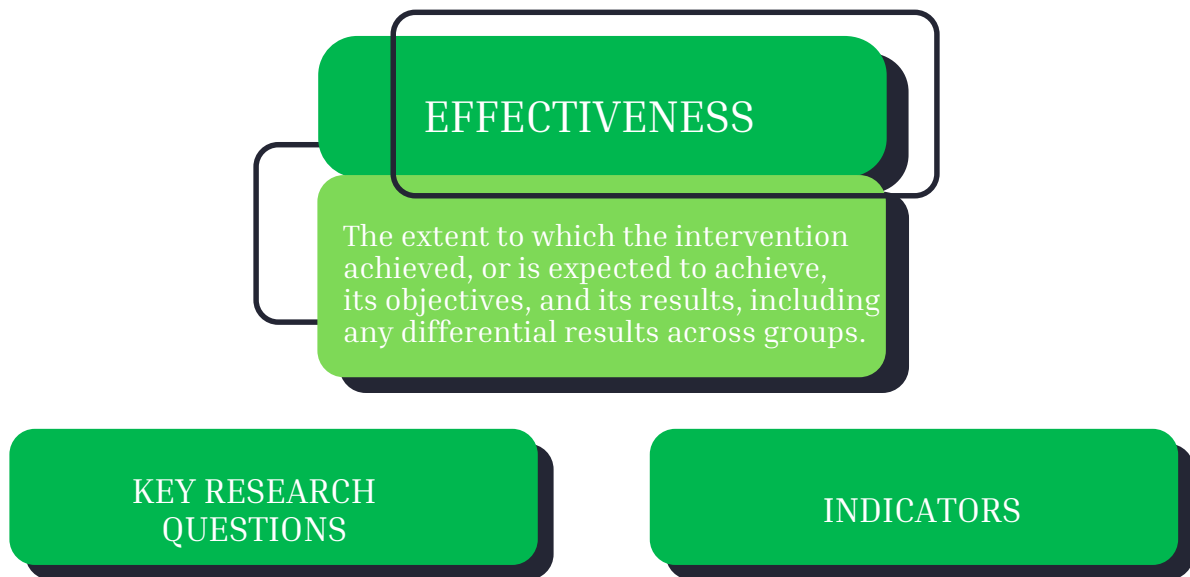 EFFECTIVENESS
The extent to which the intervention
achieved, or is expected to achieve,
its objectives, and its results, including
any differential results across groups.
KEY RESEARCH
QUESTIONS
INDICATORS